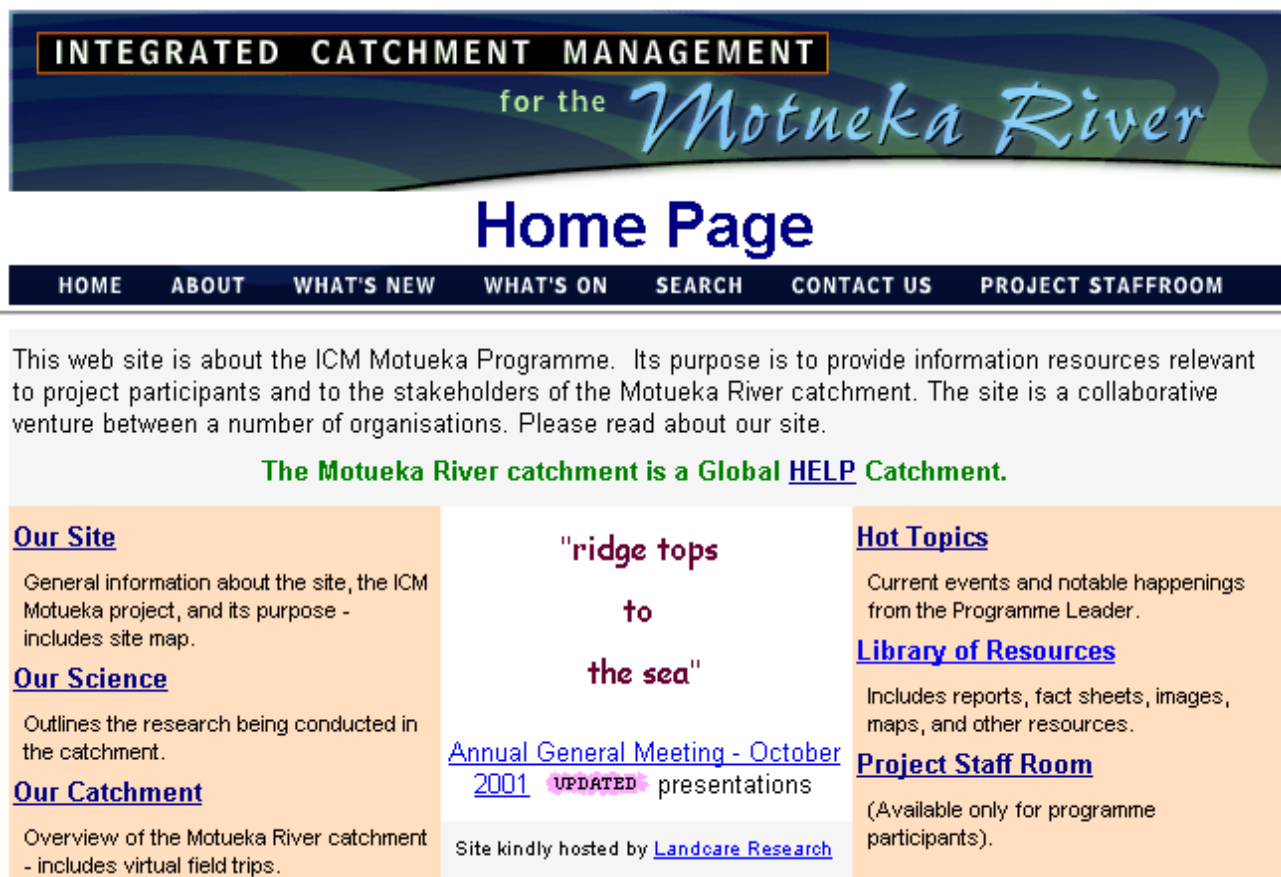 INTEGRATED CATCHMENT MANAGEMENT
for the Motueka River
Home Page
HOME ABOUT WHAT'S NEW WHAT'S ON SEARCH CONTACT US PROJECT STAFFROOM
This web site is about the ICM Motueka Programme. Its purpose is to provide information resources relevant
to project participants and to the stakeholders of the Motueka River catchment. The site is a collaborative
venture between a number of organisations. Please read about our site.
The Motueka River catchment is a Global HELP Catchment.
Our Site
General information about the site, the ICM
Motueka project, and its purpose -
includes site map.
Our Science
Outlines the research being conducted in
the catchment.
Our Catchment
Overview of the Motueka River catchment
- includes virtual field trips.
"ridge tops
to
the sea"
Annual General Meeting - October
2001 UPDATED presentations
Site kindly hosted by Landcare Research
Hot Topics
Current events and notable happenings
from the Programme Leader.
Library of Resources
Includes reports, fact sheets, images,
maps, and other resources.
Project Staff Room
(Available only for programme
participants).